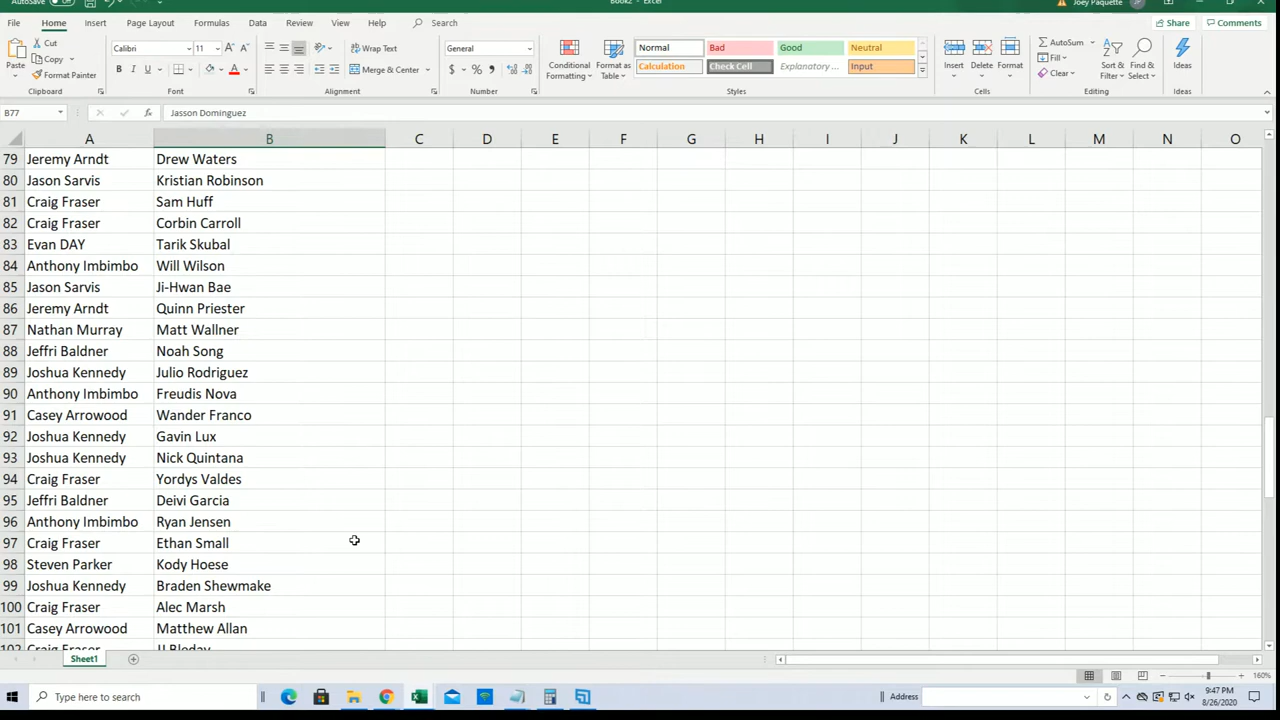 AutoSave Off Book2 - Excel Joey Paquette JP
File Home Insert Page Layout Formulas Data Review View Help Search Share Comments
Cut Calibri 11 Wrap Text General Normal Bad Good Neutral AutoSum
Copy Fill
Paste Format Painter B I U Merge & Center $ % Conditional Formatting Format as Table Calculation Check Cell Explanatory ... Input Insert Delete Format Clear Sort & Filter Find & Select Ideas
Clipboard Font Alignment Number Styles Cells Editing Ideas
B77 fx Jasson Dominguez
A B C D E F G H I J K L M N O
79 Jeremy Arndt Drew Waters
80 Jason Sarvis Kristian Robinson
81 Craig Fraser Sam Huff
82 Craig Fraser Corbin Carroll
83 Evan DAY Tarik Skubal
84 Anthony Imbimbo Will Wilson
85 Jason Sarvis Ji-Hwan Bae
86 Jeremy Arndt Quinn Priester
87 Nathan Murray Matt Wallner
88 Jeffri Baldner Noah Song
89 Joshua Kennedy Julio Rodriguez
90 Anthony Imbimbo Freudis Nova
91 Casey Arrowood Wander Franco
92 Joshua Kennedy Gavin Lux
93 Joshua Kennedy Nick Quintana
94 Craig Fraser Yordys Valdes
95 Jeffri Baldner Deivi Garcia
96 Anthony Imbimbo Ryan Jensen
97 Craig Fraser Ethan Small
98 Steven Parker Kody Hoese
99 Joshua Kennedy Braden Shewmake
100 Craig Fraser Alec Marsh
101 Casey Arrowood Matthew Allan
102 Craig Fraser JJ Bleday
Sheet1
160%
Type here to search Address 9:47 PM
8/26/2020